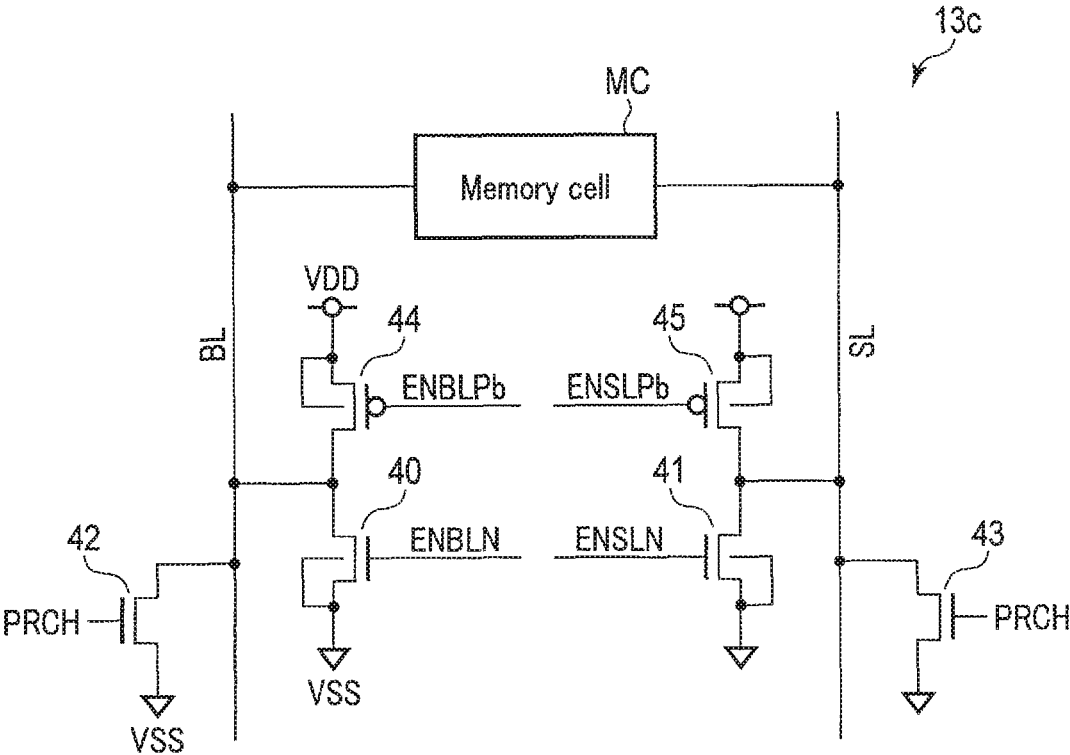 13c
MC
Memory cell
VDD
44
45
BL
SL
ENBLPb
ENSLPb
40
41
42
ENBLN
ENSLN
43
PRCH
PRCH
VSS
VSS